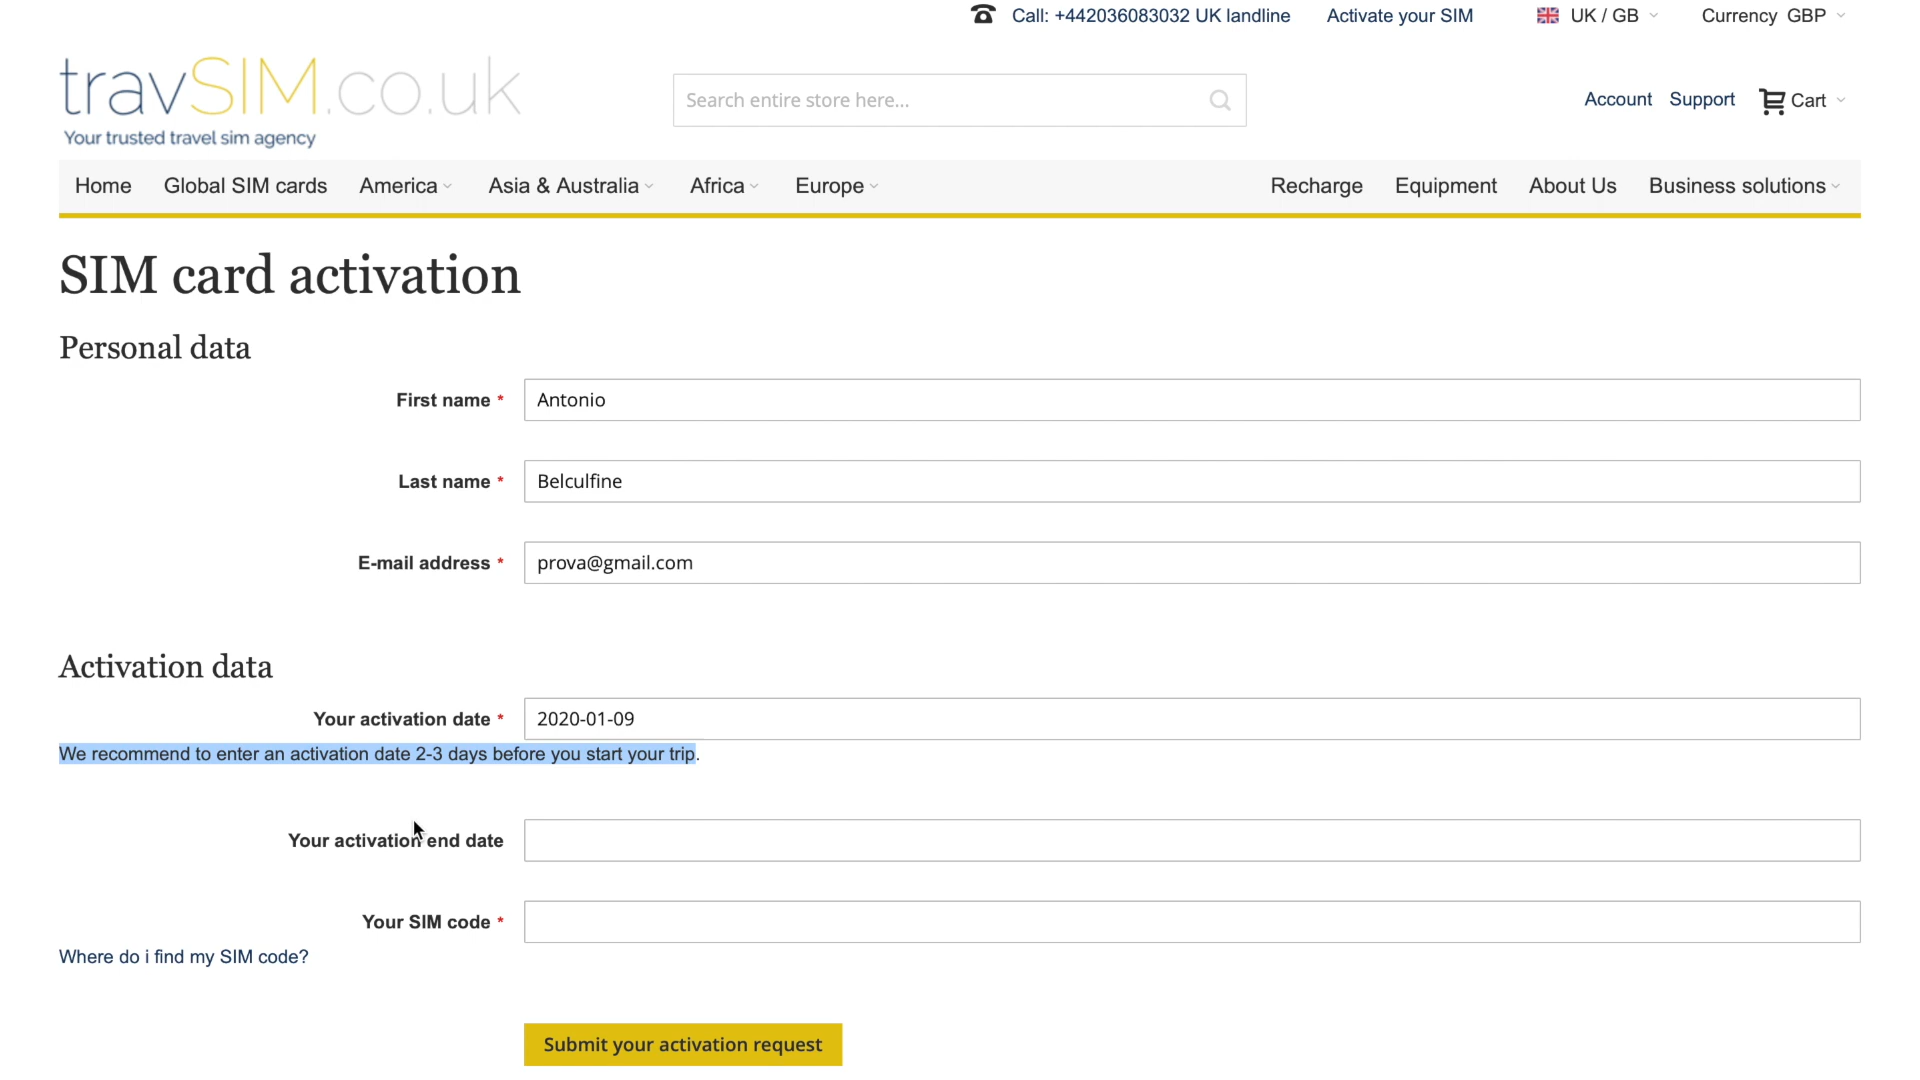 Call: +442036083032 UK landline Activate your SIM UK / GB Currency GBP
travSIM.co.uk
Your trusted travel sim agency
Search entire store here...
Account Support Cart
Home Global SIM cards America Asia & Australia Africa Europe Recharge Equipment About Us Business solutions
SIM card activation
Personal data
First name * Antonio
Last name * Belculfine
E-mail address * prova@gmail.com
Activation data
Your activation date * 2020-01-09
We recommend to enter an activation date 2-3 days before you start your trip.
Your activation end date
Your SIM code *
Where do i find my SIM code?
Submit your activation request